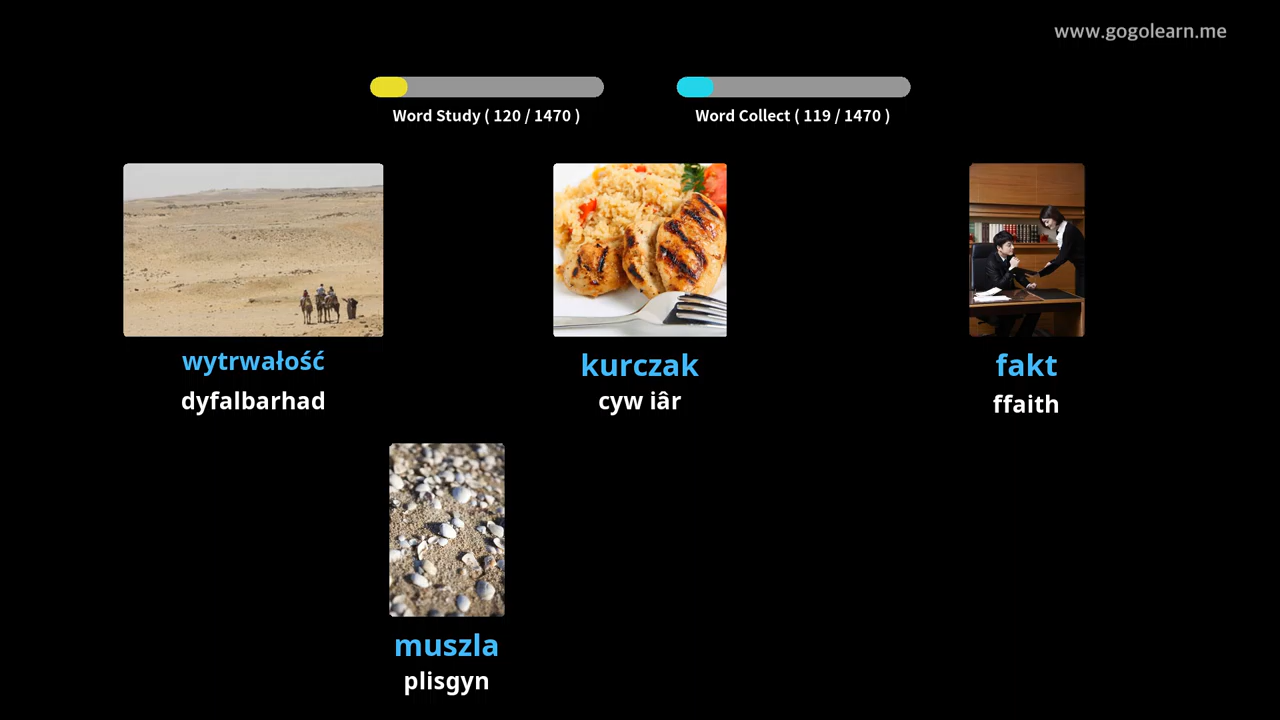 www.gogolearn.me
Word Study ( 120 / 1470 )
Word Collect ( 119 / 1470 )
wytrwałość
dyfalbarhad
kurczak
cyw iâr
fakt
ffaith
muszla
plisgyn